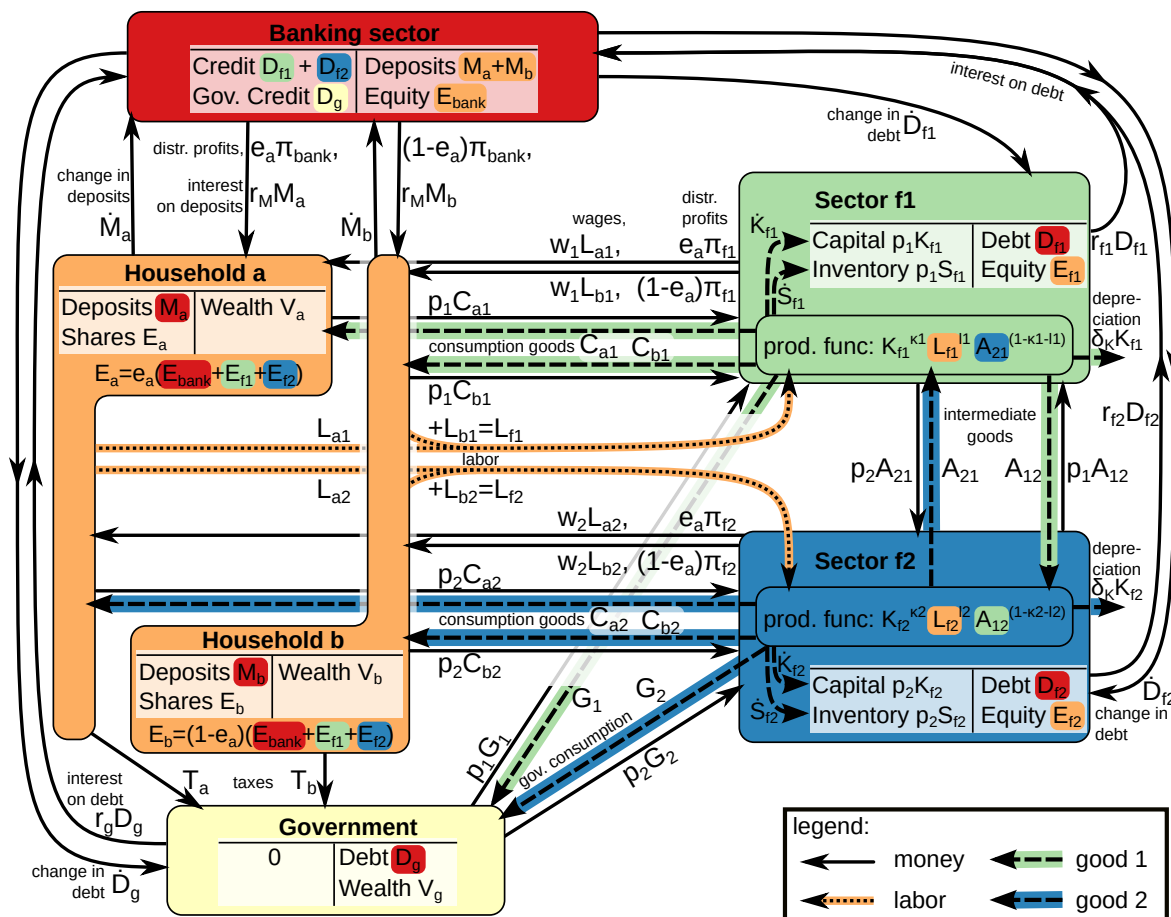 Banking sector
Credit D_f1 + D_f2 Deposits M_a+M_b
Gov. Credit D_g Equity E_bank
interest on debt
change in debt Ḋ_f1
change in deposits
Ṁ_a
distr. profits, e_aπ_bank,
interest on deposits r_M M_a
(1-e_a)π_bank,
r_M M_b
Ṁ_b
Sector f1
K̇_f1
Ṡ_f1
Capital p_1K_f1 Debt D_f1
Inventory p_1S_f1 Equity E_f1
r_f1D_f1
prod. func: K_f1^κ1 L_f1^l1 A_21^(1-κ1-l1)
depre-
ciation
δ_K K_f1
wages,
distr. profits
w_1L_a1, e_aπ_f1
w_1L_b1, (1-e_a)π_f1
Household a
Deposits M_a Wealth V_a
Shares E_a
E_a=e_a(E_bank+E_f1+E_f2)
p_1C_a1
consumption goods C_a1 C_b1
p_1C_b1
L_a1 +L_b1=L_f1
labor
L_a2 +L_b2=L_f2
intermediate
goods
p_2A_21 A_21 A_12 p_1A_12
r_f2D_f2
w_2L_a2, e_aπ_f2
w_2L_b2, (1-e_a)π_f2
Sector f2
depre-
ciation
δ_K K_f2
prod. func: K_f2^κ2 L_f2^l2 A_12^(1-κ2-l2)
K̇_f2
Ṡ_f2
Capital p_2K_f2 Debt D_f2
Inventory p_2S_f2 Equity E_f2
Ḋ_f2
change in
debt
p_2C_a2
consumption goods C_a2 C_b2
p_2C_b2
Household b
Deposits M_b Wealth V_b
Shares E_b
E_b=(1-e_a)(E_bank+E_f1+E_f2)
G_1 G_2
p_1G_1
gov. consumption
p_2G_2
T_a taxes T_b
interest
on debt
r_gD_g
change in
debt Ḋ_g
Government
0 Debt D_g
Wealth V_g
legend:
money good 1
labor good 2